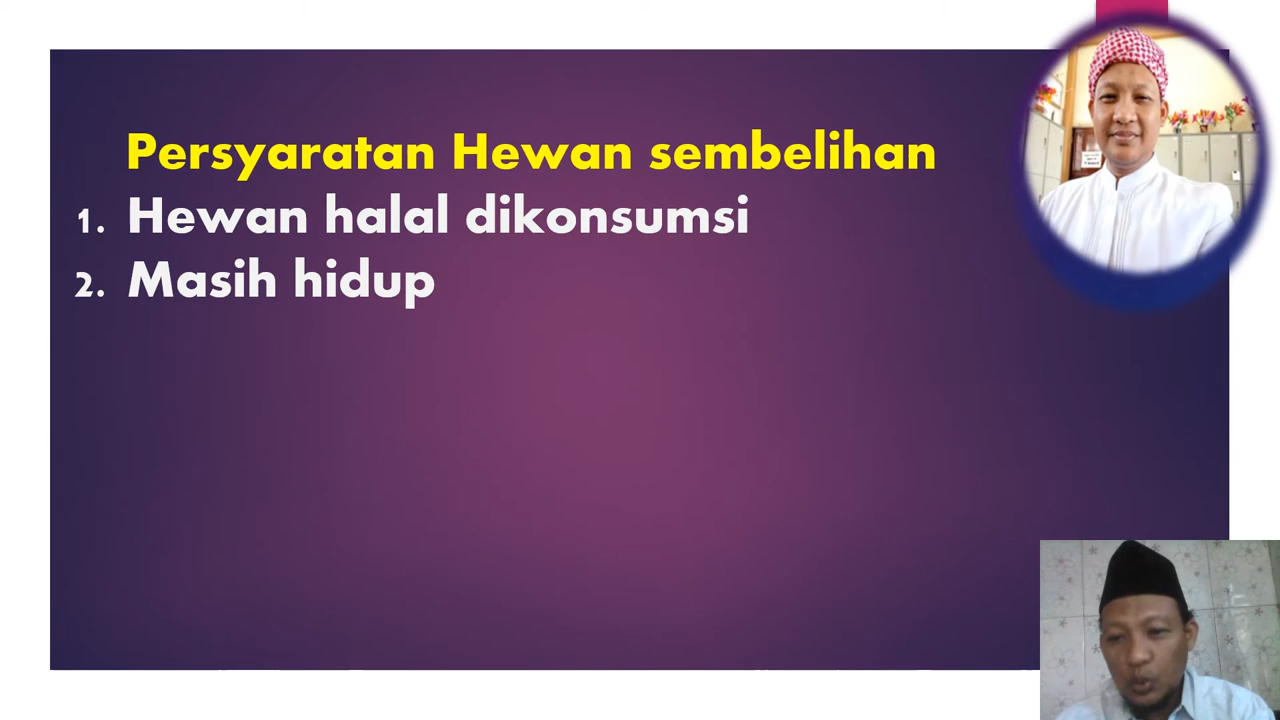 Persyaratan Hewan sembelihan
1. Hewan halal dikonsumsi
2. Masih hidup